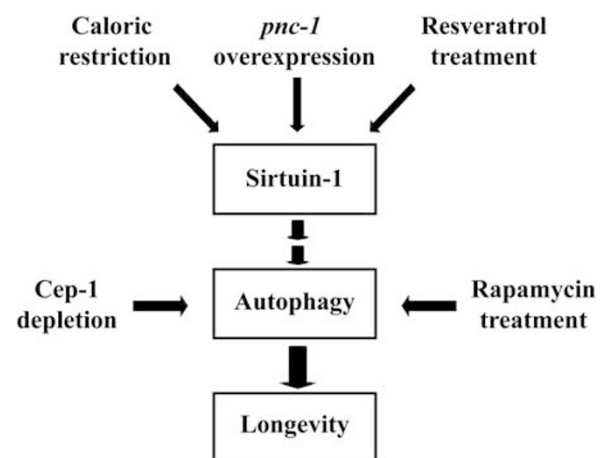 Caloric
restriction
pnc-1
overexpression
Resveratrol
treatment
Sirtuin-1
Cep-1
depletion
Autophagy
Rapamycin
treatment
Longevity